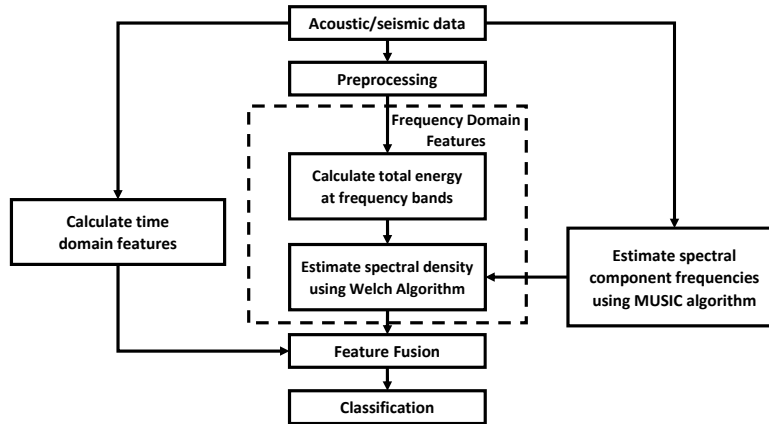 Acoustic/seismic data
Preprocessing
Frequency Domain
Features
Calculate total energy
at frequency bands
Calculate time
domain features
Estimate spectral density
using Welch Algorithm
Estimate spectral
component frequencies
using MUSIC algorithm
Feature Fusion
Classification